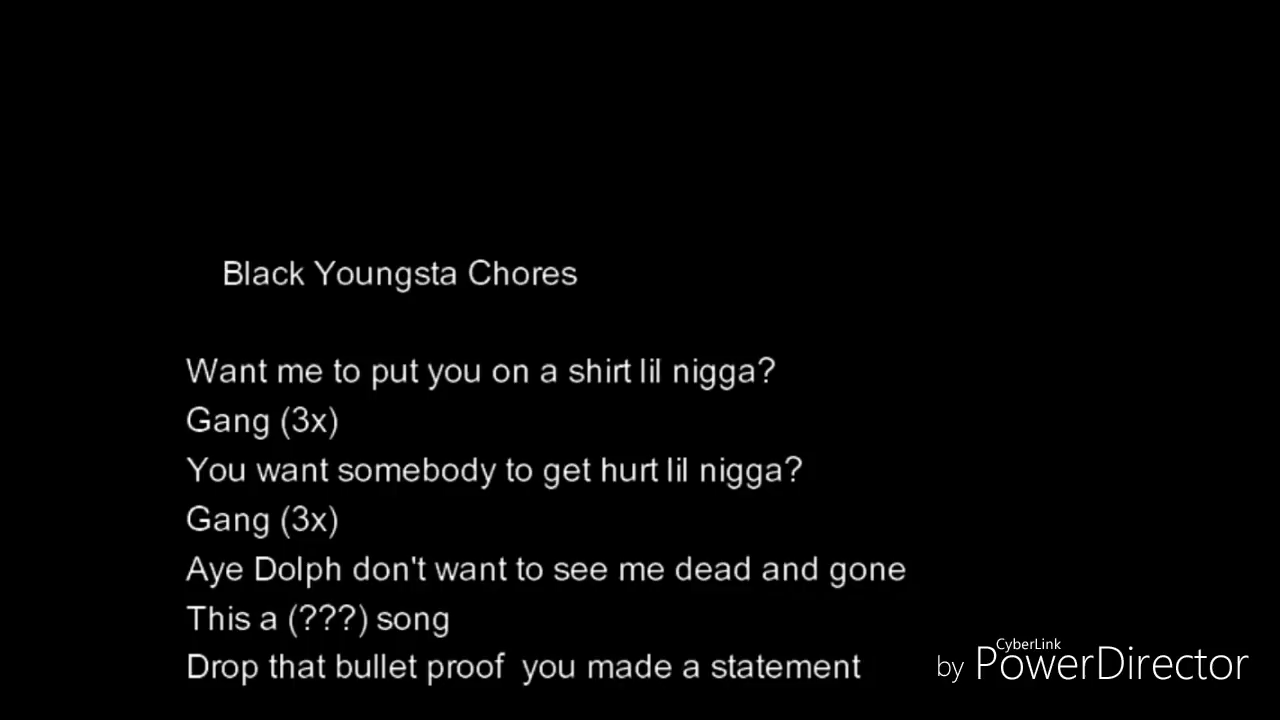 Black Youngsta Chores
Want me to put you on a shirt lil nigga?
Gang (3x)
You want somebody to get hurt lil nigga?
Gang (3x)
Aye Dolph don't want to see me dead and gone
This a (???) song
Drop that bullet proof  you made a statement
CyberLink
by PowerDirector